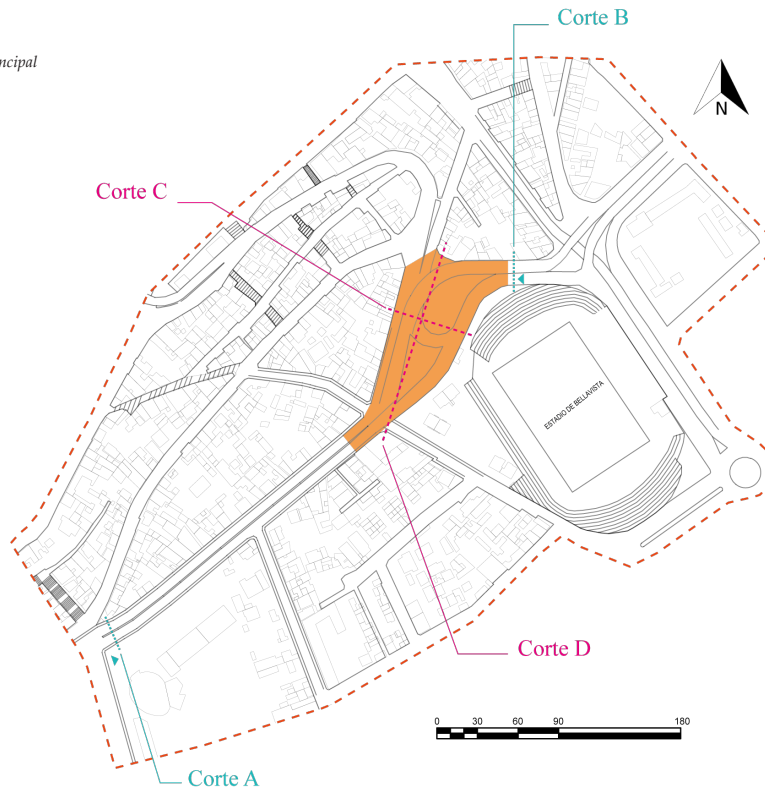 Corte B
ncipal
N
Corte C
ESTADIO DE BELLAVISTA
Corte D
0 30 60 90 180
Corte A